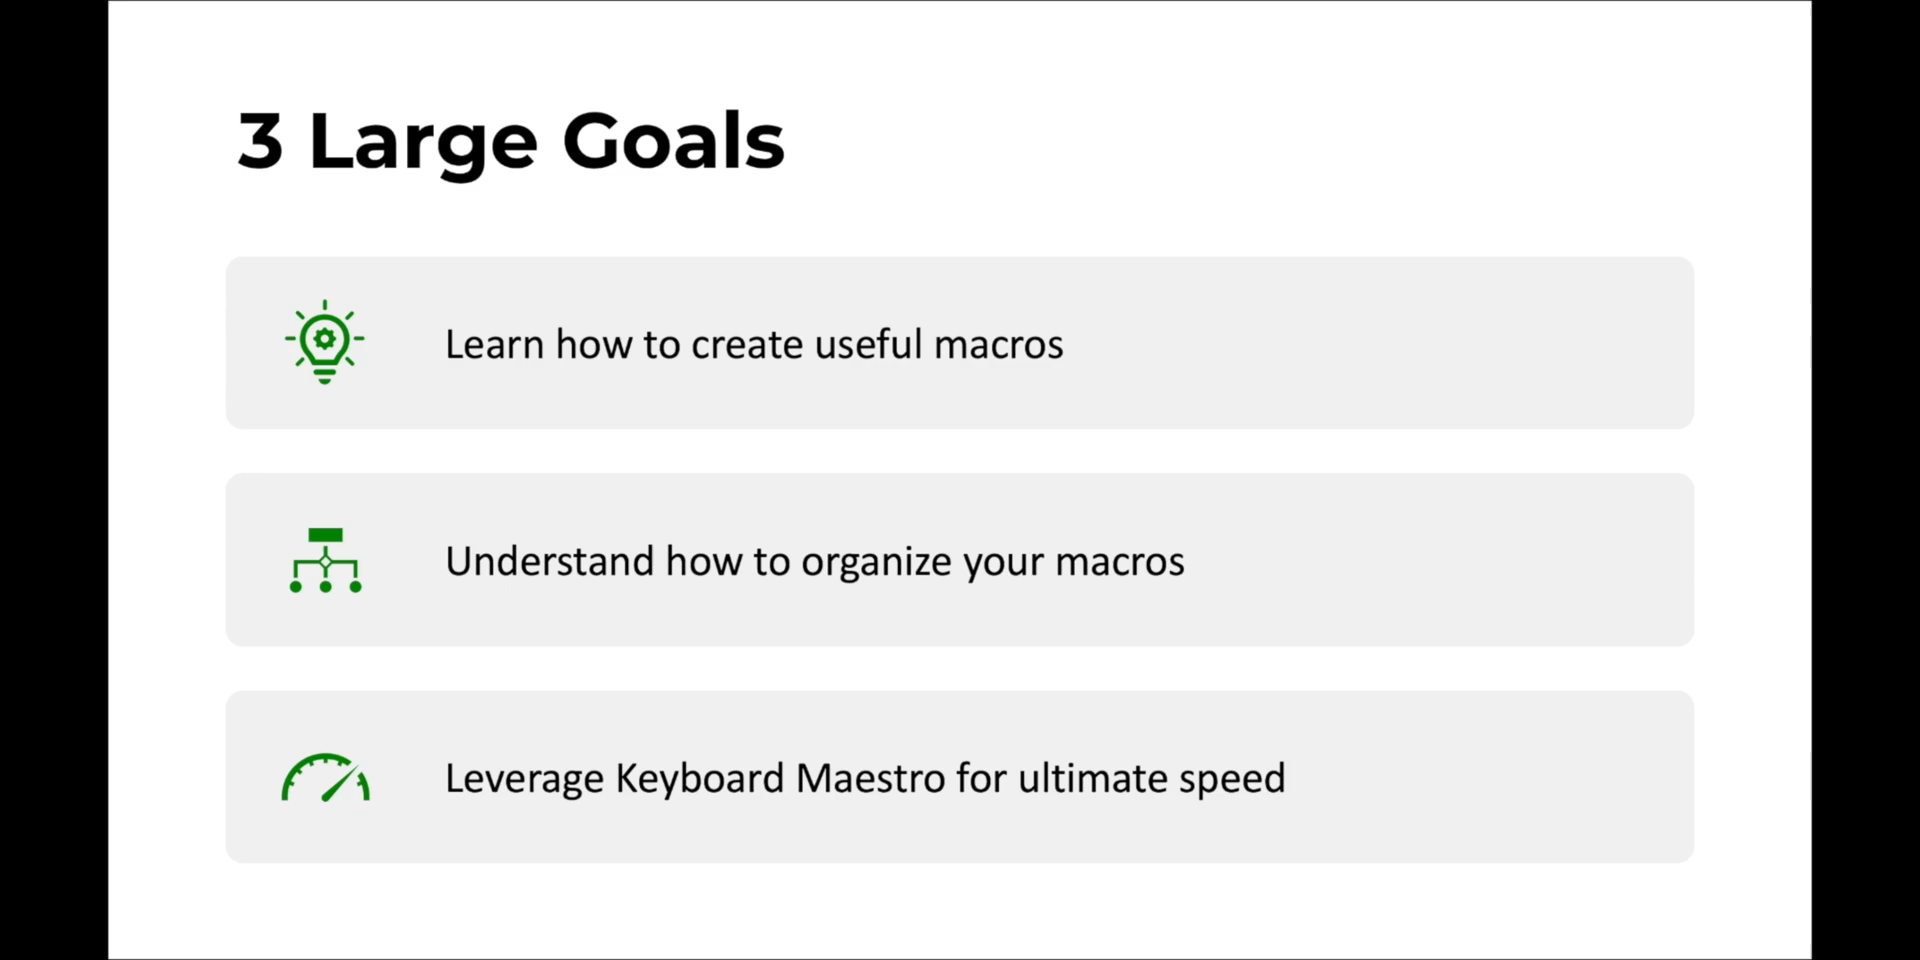 3 Large Goals
Learn how to create useful macros
Understand how to organize your macros
Leverage Keyboard Maestro for ultimate speed